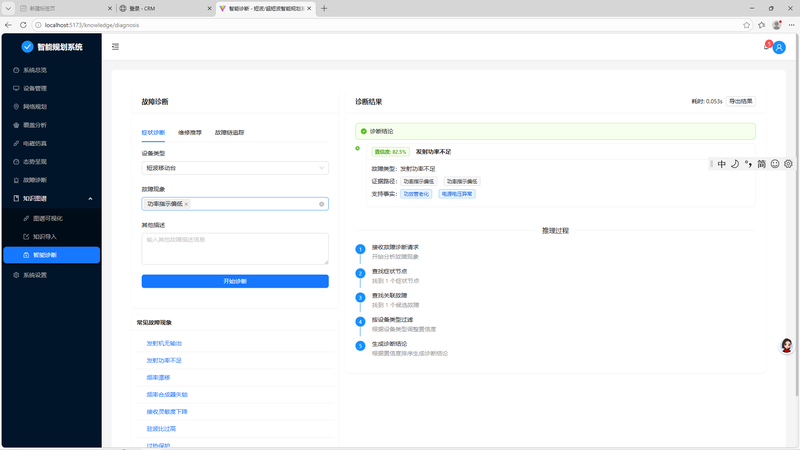 新建标签页
登录 - CRM
智能诊断 - 短波/超短波智能规划系
localhost:5173/knowledge/diagnosis
智能规划系统
系统总览
设备管理
网络规划
覆盖分析
电磁仿真
态势呈现
故障诊断
知识图谱
图谱可视化
知识导入
智能诊断
系统设置
故障诊断
症状诊断
维修推荐
故障链追踪
设备类型
短波移动台
故障现象
功率指示偏低
其他描述
输入其他故障描述信息
开始诊断
常见故障现象
发射机无输出
发射功率不足
频率漂移
频率合成器失锁
接收灵敏度下降
驻波比过高
过热保护
诊断结果
耗时: 0.053s
导出结果
诊断结论
置信度: 82.5%
发射功率不足
故障类型: 发射功率不足
证据路径: 功率指示偏低 功率指示偏低
支持事实: 功放管老化 电源电压异常
推理过程
1 接收故障诊断请求
开始分析故障现象
2 查找症状节点
找到 1 个症状节点
3 查找关联故障
找到 1 个候选故障
4 按设备类型过滤
根据设备类型调整置信度
5 生成诊断结论
根据置信度排序生成诊断结论
中
简